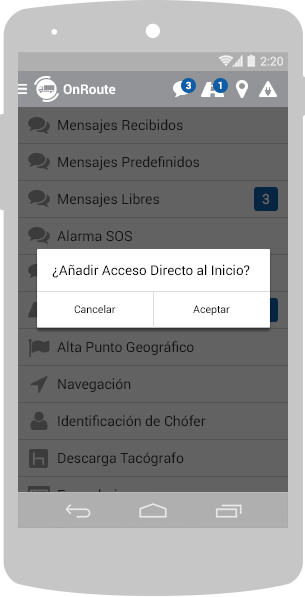 2:20
OnRoute
3
1
Mensajes Recibidos
Mensajes Predefinidos
Mensajes Libres
3
Alarma SOS
¿Añadir Acceso Directo al Inicio?
Cancelar
Aceptar
Alta Punto Geográfico
Navegación
Identificación de Chófer
Descarga Tacógrafo